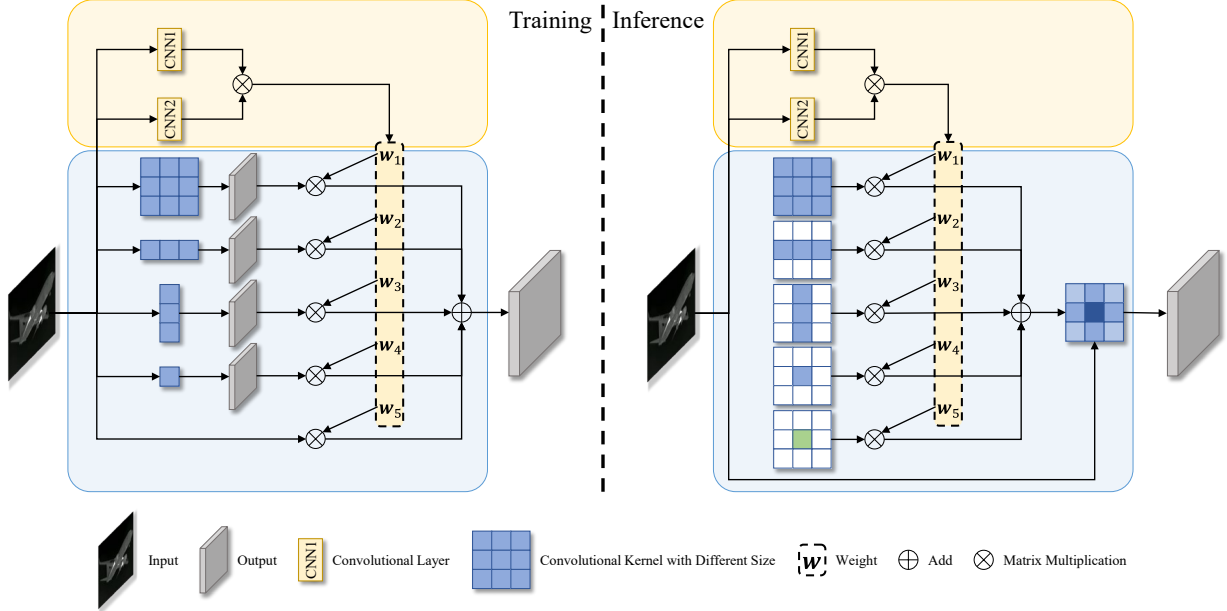 Training
Inference
CNN1
CNN2
w1
w2
w3
w4
w5
CNN1
CNN2
w1
w2
w3
w4
w5
Input
Output
CNN1
Convolutional Layer
Convolutional Kernel with Different Size
w
Weight
Add
Matrix Multiplication